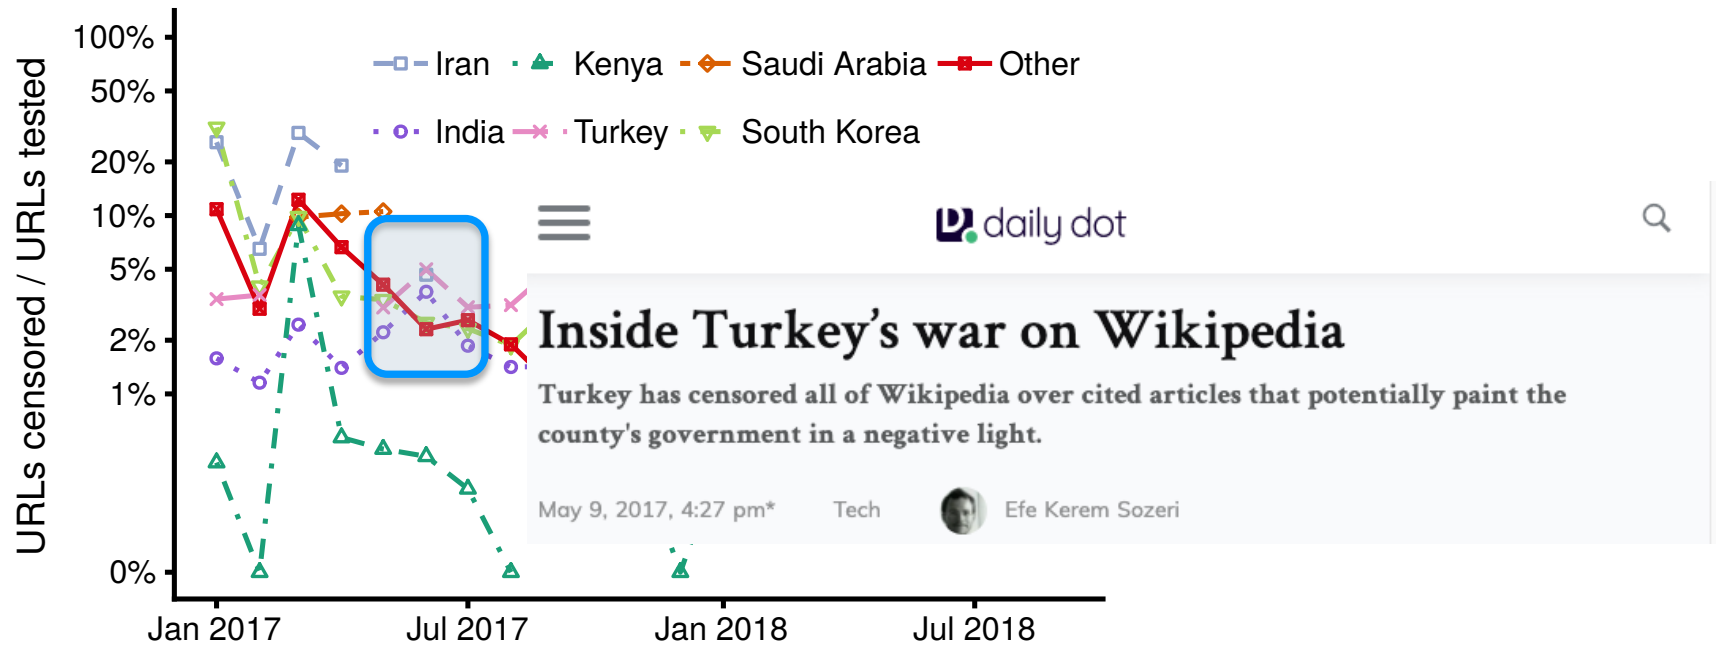 URLs censored / URLs tested
100%
50%
20%
10%
5%
2%
1%
0%
Iran Kenya Saudi Arabia Other
India Turkey South Korea
D. daily dot
Inside Turkey's war on Wikipedia
Turkey has censored all of Wikipedia over cited articles that potentially paint the
county's government in a negative light.
May 9, 2017, 4:27 pm* Tech Efe Kerem Sozeri
Jan 2017 Jul 2017 Jan 2018 Jul 2018